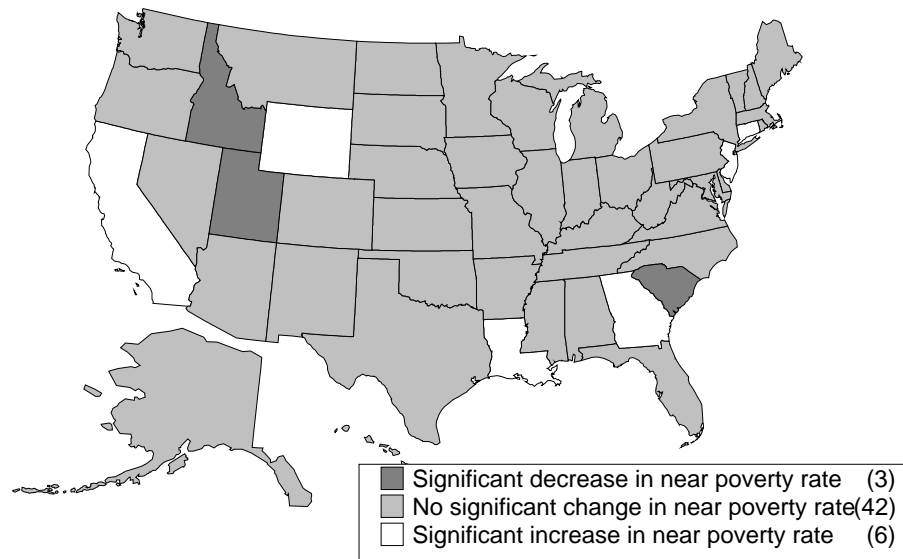 Significant decrease in near poverty rate (3)
No significant change in near poverty rate(42)
Significant increase in near poverty rate (6)